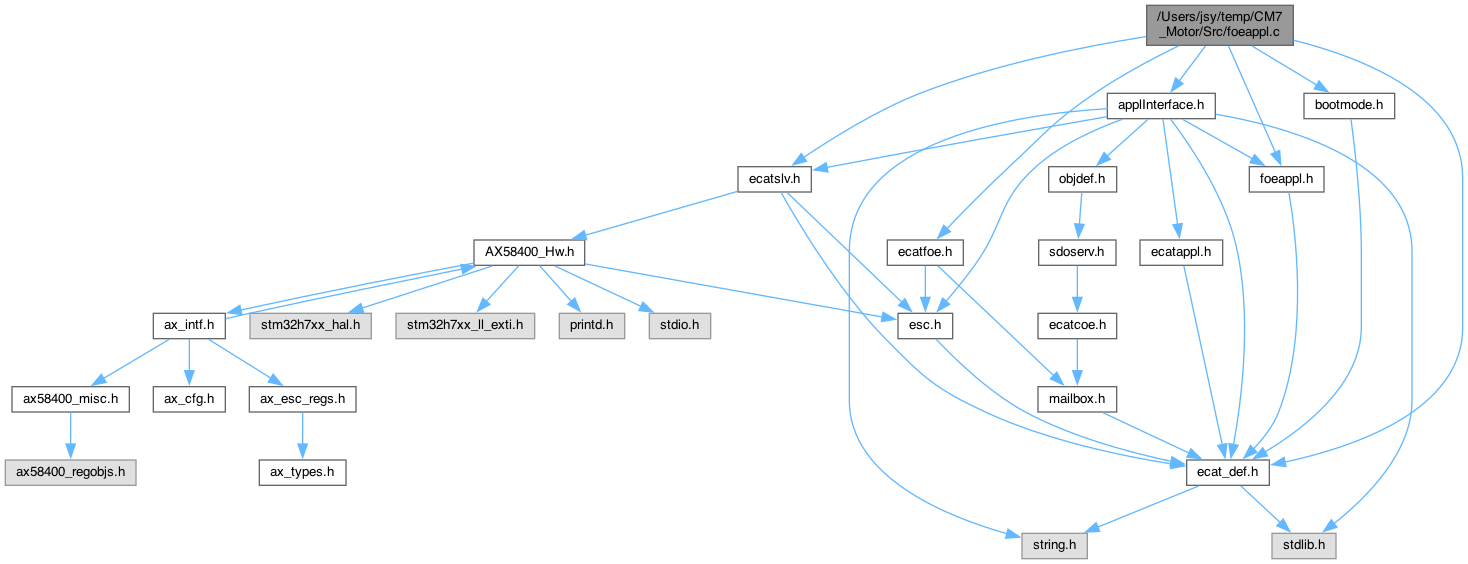 /Users/jsy/temp/CM7
_Motor/Src/foeappl.c
applInterface.h
bootmode.h
ecatslv.h
objdef.h
foeappl.h
AX58400_Hw.h
ecatfoe.h
sdoserv.h
ecatappl.h
ax_intf.h
stm32h7xx_hal.h
stm32h7xx_ll_exti.h
printd.h
stdio.h
esc.h
ecatcoe.h
ax58400_misc.h
ax_cfg.h
ax_esc_regs.h
mailbox.h
ax58400_regobjs.h
ax_types.h
ecat_def.h
string.h
stdlib.h